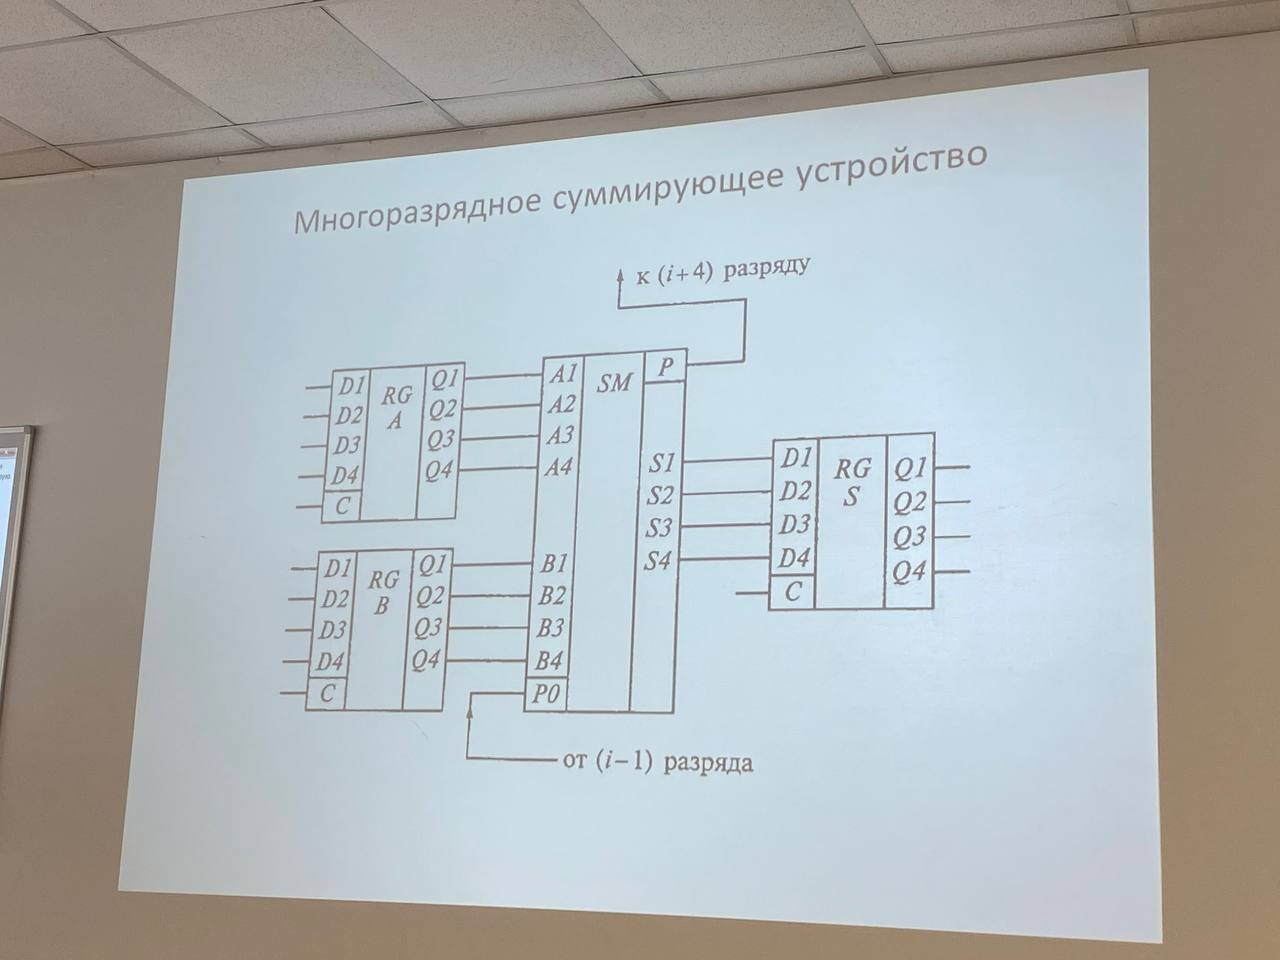 Многоразрядное суммирующее устройство
к (i+4) разряду
D1 RG Q1
D2 A Q2
D3 Q3
D4 Q4
C
D1 RG Q1
D2 B Q2
D3 Q3
D4 Q4
C
A1 SM P
A2
A3
A4 S1
S2
S3
B1 S4
B2
B3
B4
P0
D1 RG Q1
D2 S Q2
D3 Q3
D4 Q4
C
от (i−1) разряда